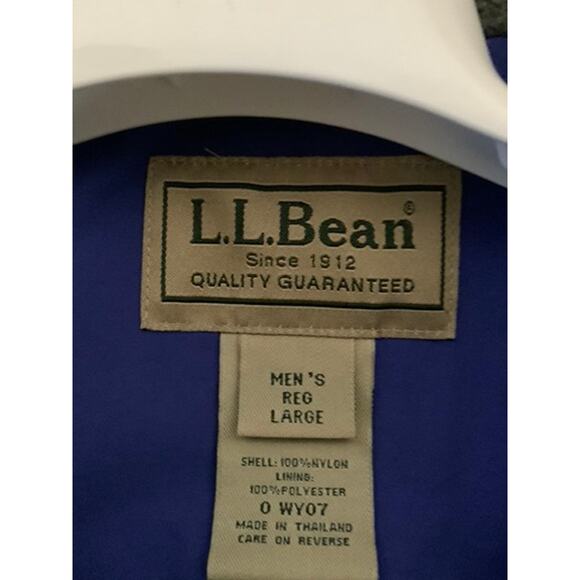 L.L.Bean®
Since 1912
QUALITY GUARANTEED
MEN'S
REG
LARGE
SHELL: 100%NYLON
LINING:
100%POLYESTER
0 WY07
MADE IN THAILAND
CARE ON REVERSE